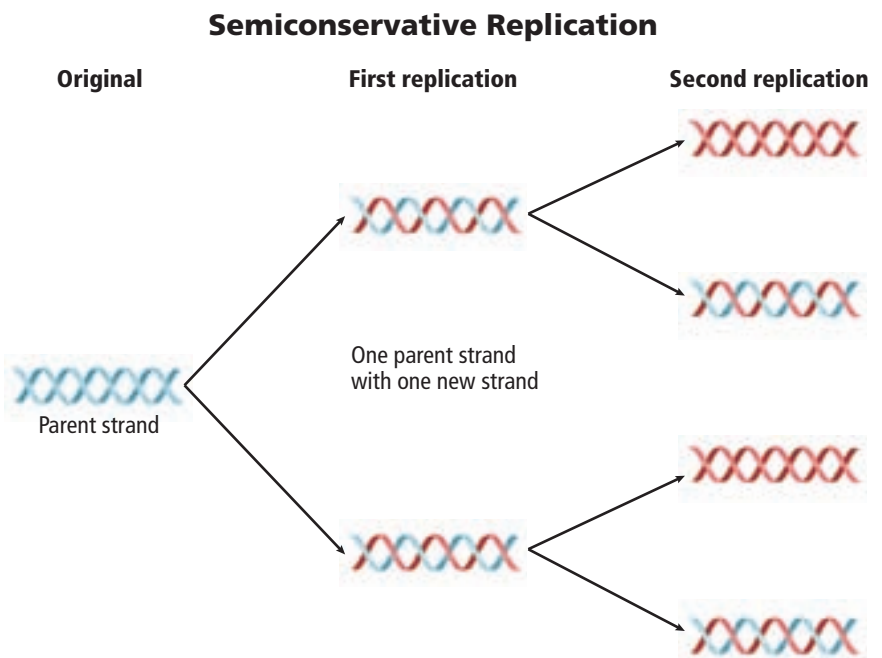 Semiconservative Replication
Original
First replication
Second replication
One parent strand
with one new strand
Parent strand